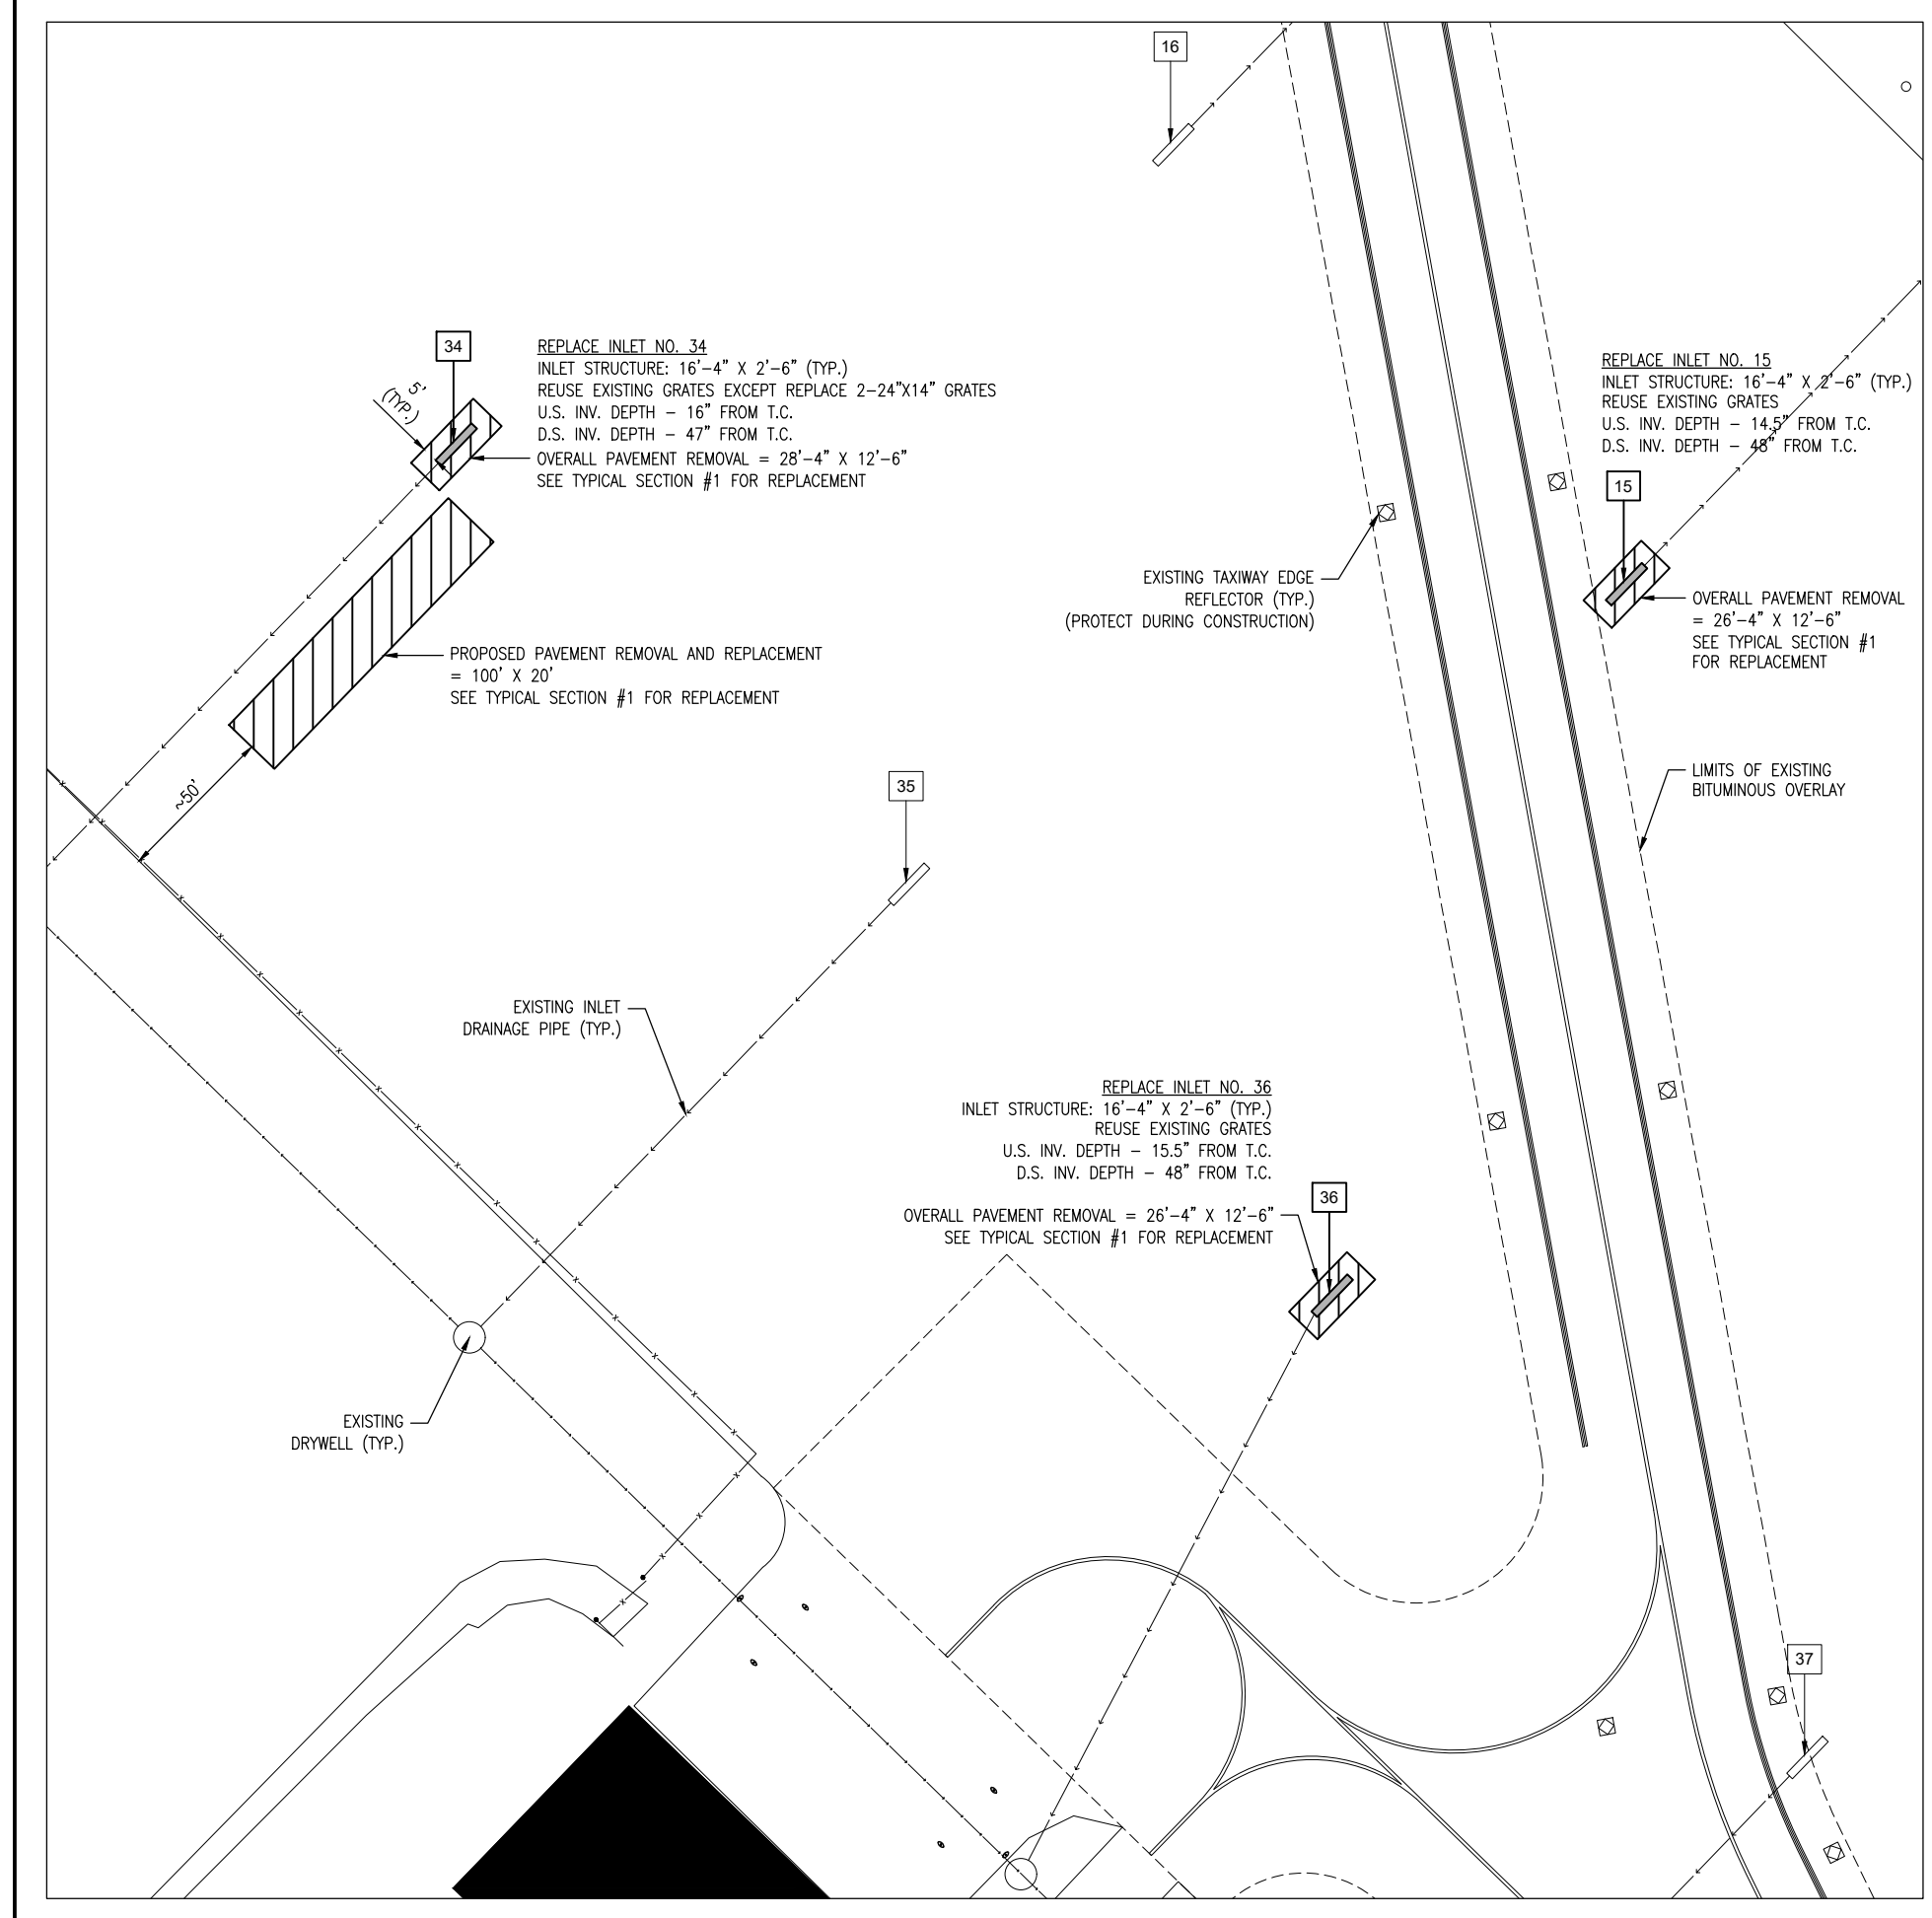 16
34
REPLACE INLET NO. 34
INLET STRUCTURE: 16'-4" X 2'-6" (TYP.)
REUSE EXISTING GRATES EXCEPT REPLACE 2-24"X14" GRATES
U.S. INV. DEPTH - 16" FROM T.C.
D.S. INV. DEPTH - 47" FROM T.C.
OVERALL PAVEMENT REMOVAL = 28'-4" X 12'-6"
SEE TYPICAL SECTION #1 FOR REPLACEMENT
5'
(TYP.)
REPLACE INLET NO. 15
INLET STRUCTURE: 16'-4" X 2'-6" (TYP.)
REUSE EXISTING GRATES
U.S. INV. DEPTH - 14.5" FROM T.C.
D.S. INV. DEPTH - 48" FROM T.C.
15
EXISTING TAXIWAY EDGE
REFLECTOR (TYP.)
(PROTECT DURING CONSTRUCTION)
OVERALL PAVEMENT REMOVAL
= 26'-4" X 12'-6"
SEE TYPICAL SECTION #1
FOR REPLACEMENT
PROPOSED PAVEMENT REMOVAL AND REPLACEMENT
= 100' X 20'
SEE TYPICAL SECTION #1 FOR REPLACEMENT
~50'
35
LIMITS OF EXISTING
BITUMINOUS OVERLAY
EXISTING INLET
DRAINAGE PIPE (TYP.)
REPLACE INLET NO. 36
INLET STRUCTURE: 16'-4" X 2'-6" (TYP.)
REUSE EXISTING GRATES
U.S. INV. DEPTH - 15.5" FROM T.C.
D.S. INV. DEPTH - 48" FROM T.C.
36
OVERALL PAVEMENT REMOVAL = 26'-4" X 12'-6"
SEE TYPICAL SECTION #1 FOR REPLACEMENT
EXISTING
DRYWELL (TYP.)
37